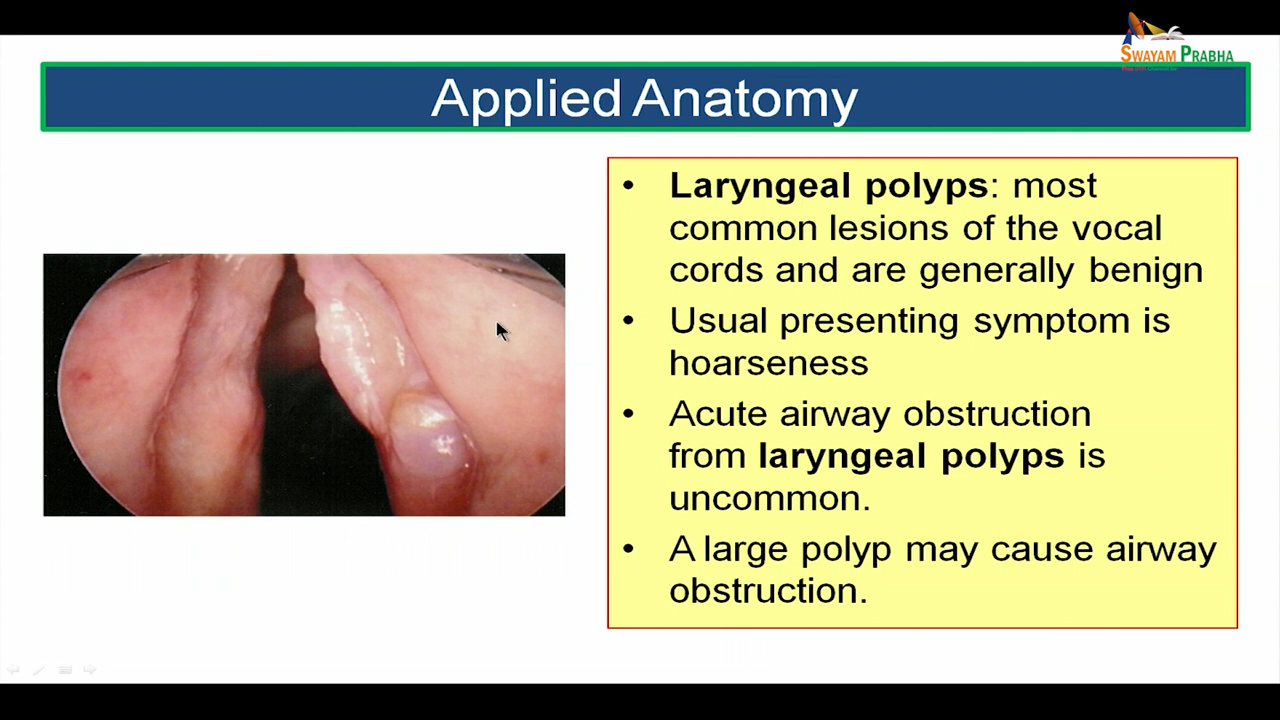 SWAYAM PRABHA
Applied Anatomy
• Laryngeal polyps: most
common lesions of the vocal
cords and are generally benign
• Usual presenting symptom is
hoarseness
• Acute airway obstruction
from laryngeal polyps is
uncommon.
• A large polyp may cause airway
obstruction.